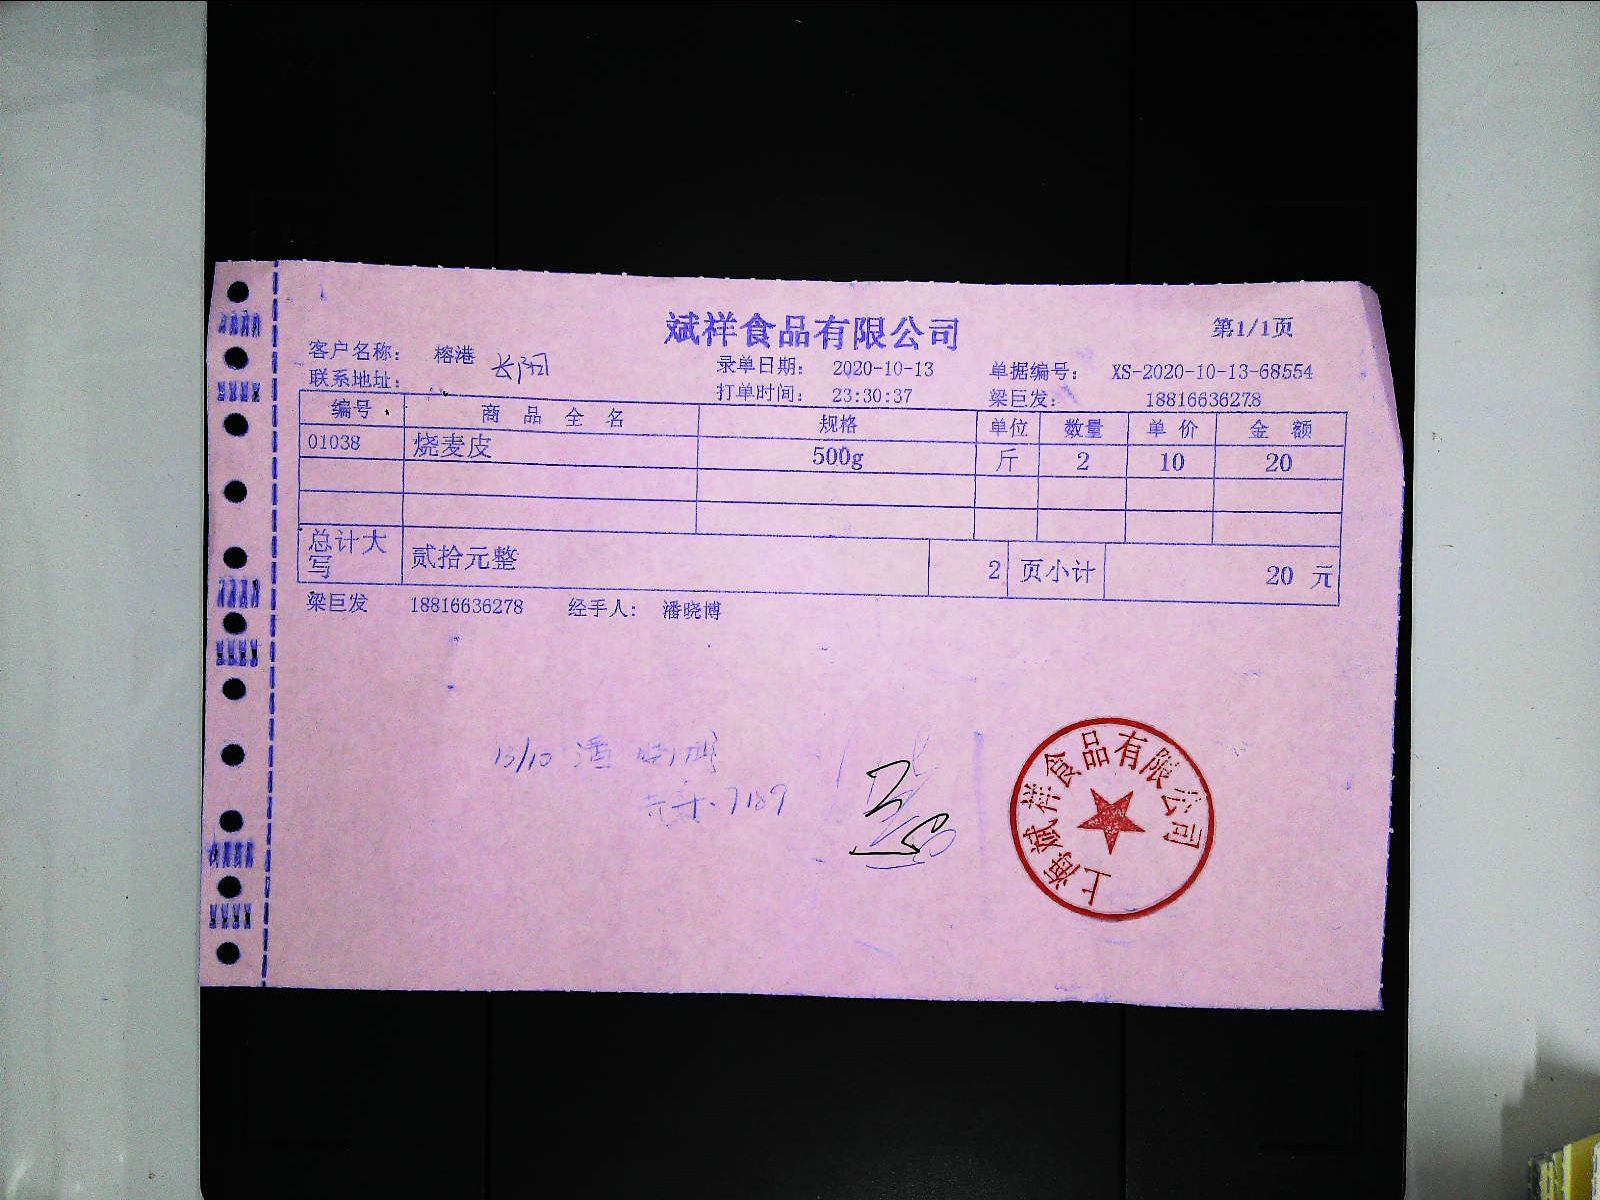 斌祥食品有限公司 第1/1页
客户名称： 榕港 录单日期： 2020-10-13 单据编号： XS-2020-10-13-68554
联系地址： 打单时间： 23:30:37 梁巨发： 18816636278
编号 商品全名 规格 单位 数量 单价 金额
01038 烧麦皮 500g 斤 2 10 20
总计大写 贰拾元整 2 页小计 20 元
梁巨发 18816636278 经手人： 潘晓博
13/10 潘
7189
上海斌祥食品有限公司